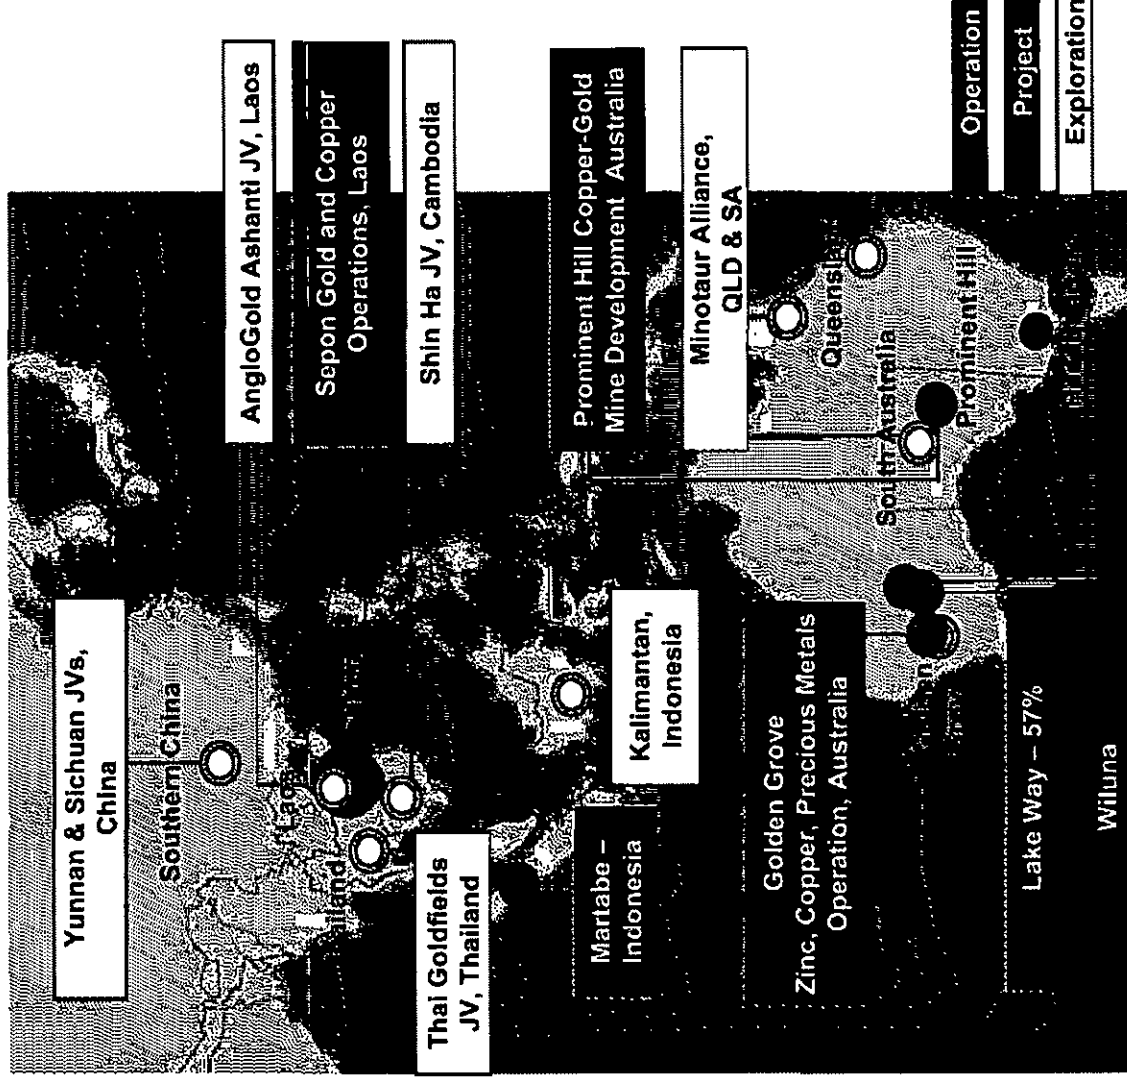 Yunnan & Sichuan JVs,
China
Southern China
AngloGold Ashanti JV, Laos
Sepon Gold and Copper
Operations, Laos
Shin Ha JV, Cambodia
Laos
Thai Goldfields
JV, Thailand
Martabe –
Indonesia
Kalimantan,
Indonesia
Prominent Hill Copper-Gold
Mine Development Australia
Minotaur Alliance,
QLD & SA
Golden Grove
Zinc, Copper, Precious Metals
Operation, Australia
South Australia
Prominent Hill
Lake Way – 57%
Wiluna
Operation
Project
Exploration